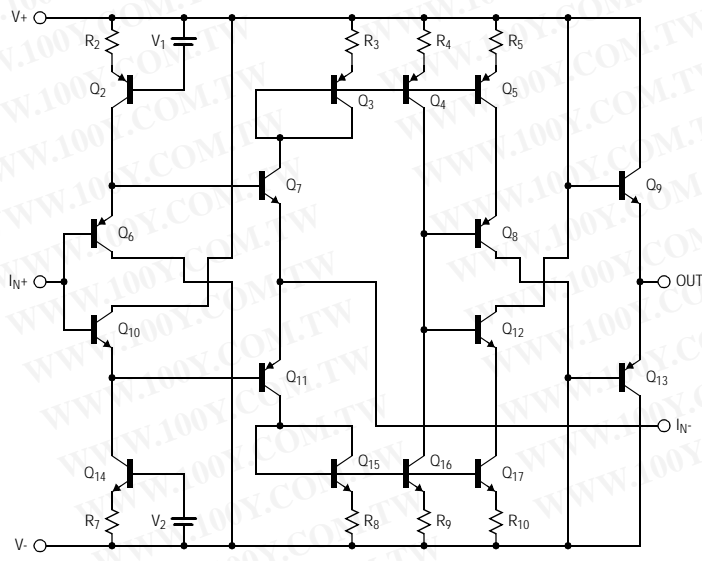 V+
R2 V1 R3 R4 R5
Q2 Q3 Q4 Q5
Q7 Q9
Q6 Q8
IN+ OUT
Q10 Q12
Q11 Q13
IN-
Q14 Q15 Q16 Q17
R7 V2 R8 R9 R10
V-
WWW.100Y.COM.TW